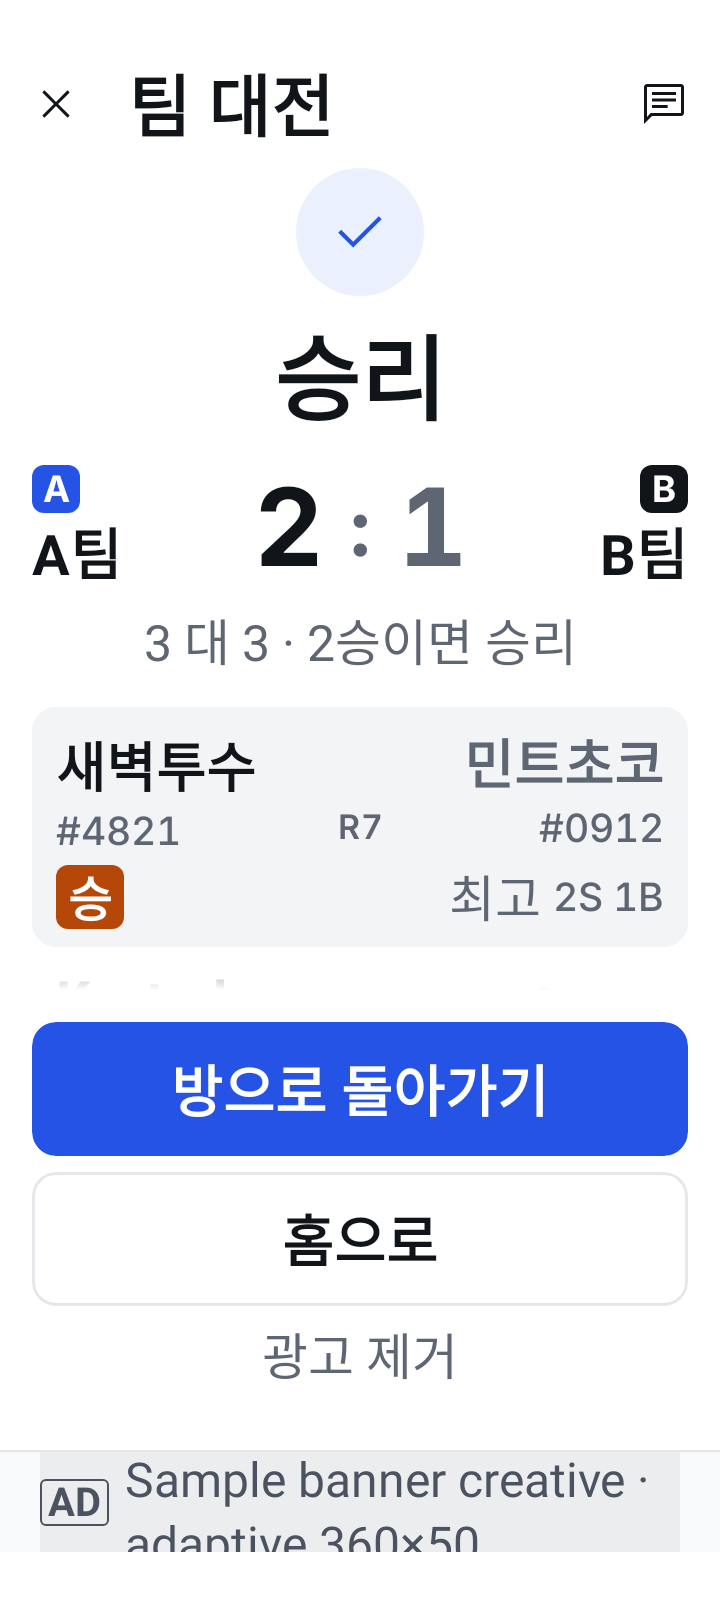 팀 대전
승리
A
B
2 : 1
A팀
B팀
3 대 3 · 2승이면 승리
새벽투수
민트초코
#4821
R7
#0912
승
최고 2S 1B
방으로 돌아가기
홈으로
광고 제거
AD
Sample banner creative ·
adaptive 360×50